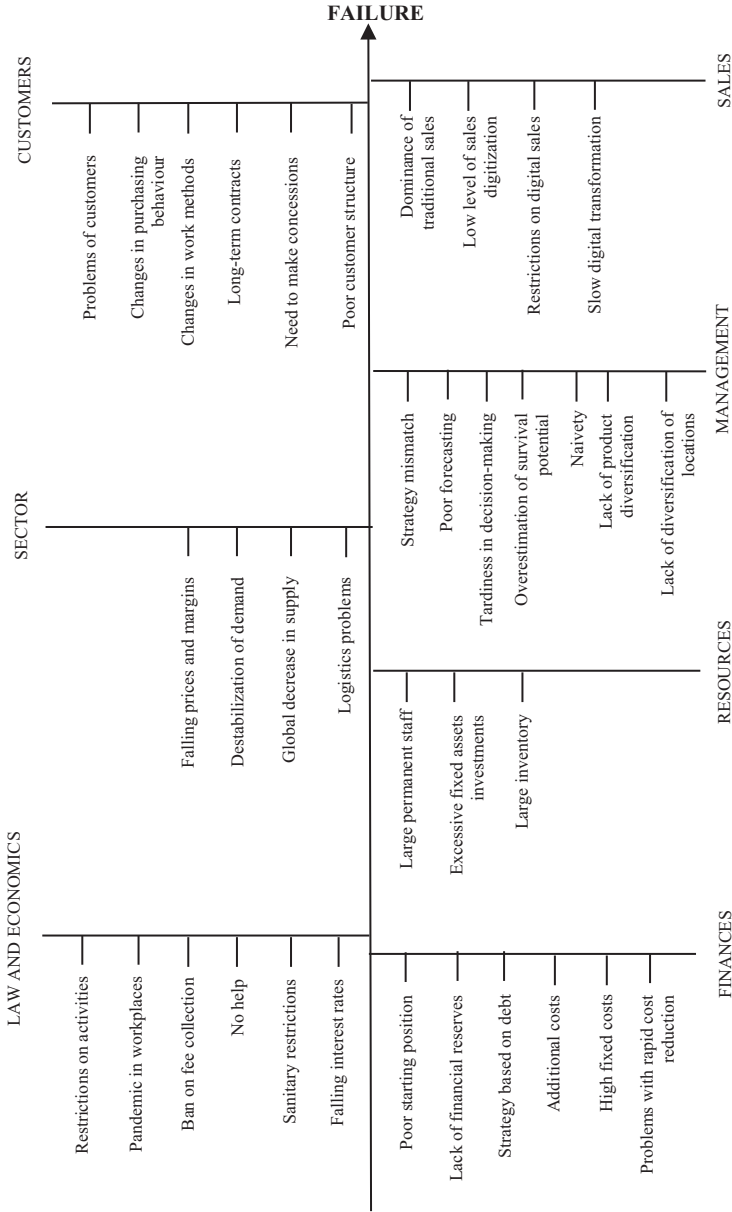 FAILURE
LAW AND ECONOMICS
Restrictions on activities
Pandemic in workplaces
Ban on fee collection
No help
Sanitary restrictions
Falling interest rates
SECTOR
Falling prices and margins
Destabilization of demand
Global decrease in supply
Logistics problems
CUSTOMERS
Problems of customers
Changes in purchasing
behaviour
Changes in work methods
Long-term contracts
Need to make concessions
Poor customer structure
FINANCES
Poor starting position
Lack of financial reserves
Strategy based on debt
Additional costs
High fixed costs
Problems with rapid cost
reduction
RESOURCES
Large permanent staff
Excessive fixed assets
investments
Large inventory
MANAGEMENT
Strategy mismatch
Poor forecasting
Tardiness in decision-making
Overestimation of survival
potential
Naivety
Lack of product
diversification
Lack of diversification of
locations
SALES
Dominance of
traditional sales
Low level of sales
digitization
Restrictions on digital sales
Slow digital transformation